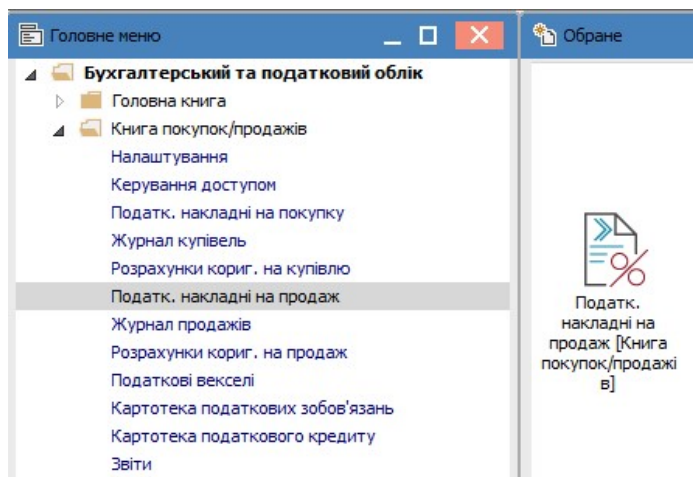 Головне меню
Бухгалтерський та податковий облік
Головна книга
Книга покупок/продажів
Налаштування
Керування доступом
Податк. накладні на покупку
Журнал купівель
Розрахунки кориг. на купівлю
Податк. накладні на продаж
Журнал продажів
Розрахунки кориг. на продаж
Податкові векселі
Картотека податкових зобов'язань
Картотека податкового кредиту
Звіти
Обране
Податк.
накладні на
продаж [Книга
покупок/продажі
в]